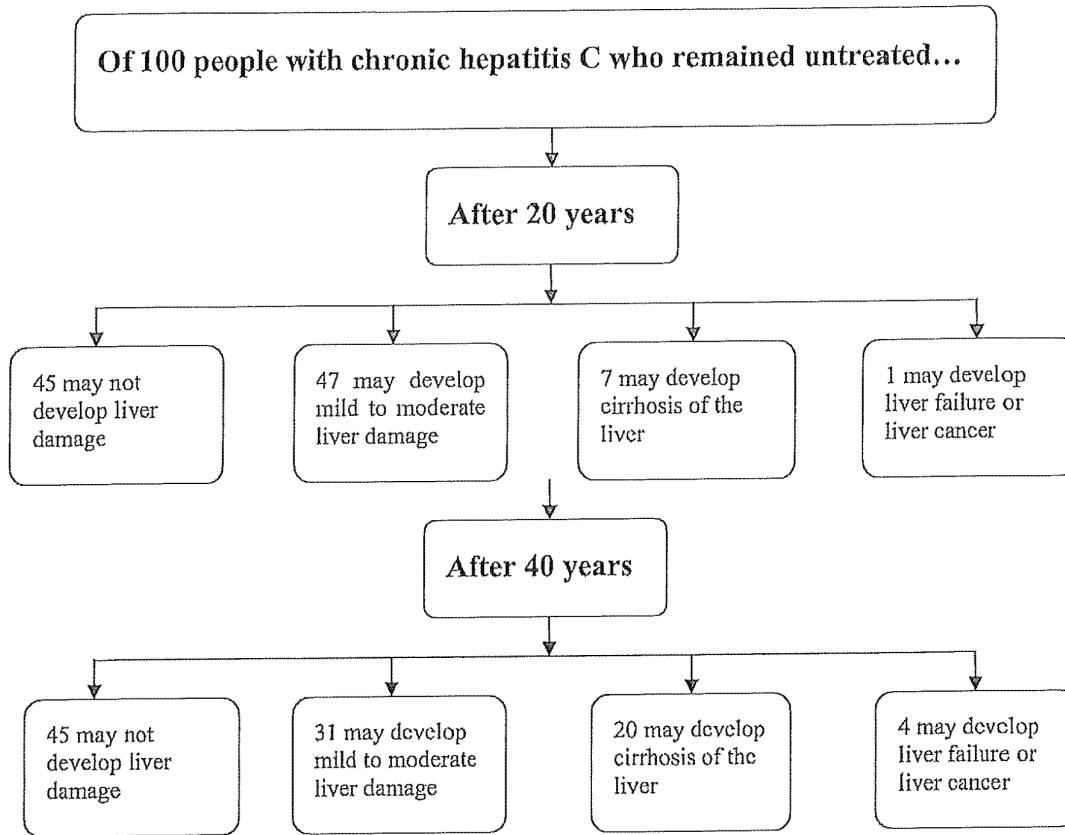 Of 100 people with chronic hepatitis C who remained untreated…
After 20 years
45 may not
develop liver
damage
47 may develop
mild to moderate
liver damage
7 may develop
cirrhosis of the
liver
1 may develop
liver failure or
liver cancer
After 40 years
45 may not
develop liver
damage
31 may develop
mild to moderate
liver damage
20 may develop
cirrhosis of the
liver
4 may develop
liver failure or
liver cancer